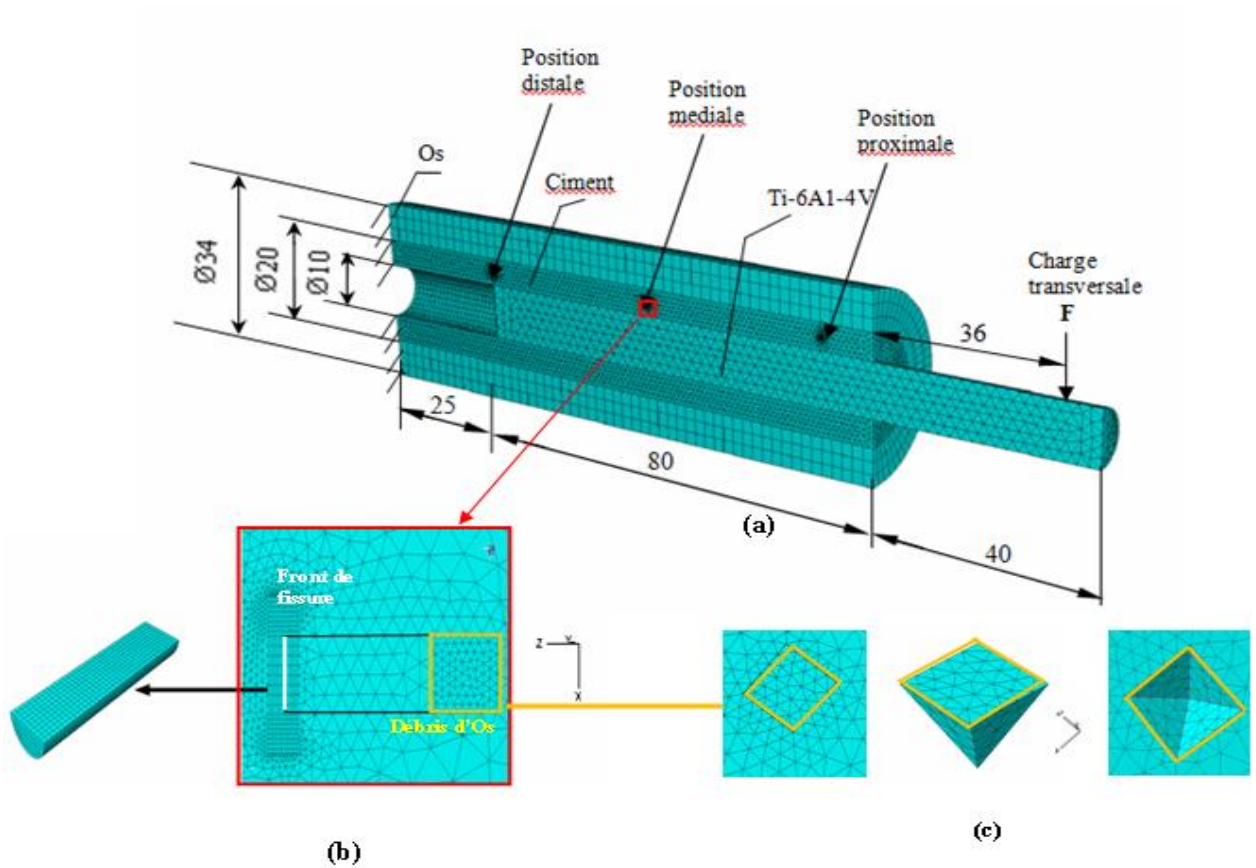 Position
distale
Position
mediale
Position
proximale
Os
Ciment
Ti-6A1-4V
Charge
transversale
F
Ø34
Ø20
Ø10
36
25
80
40
(a)
Front de
fissure
Débris d'Os
z
x
(b)
(c)